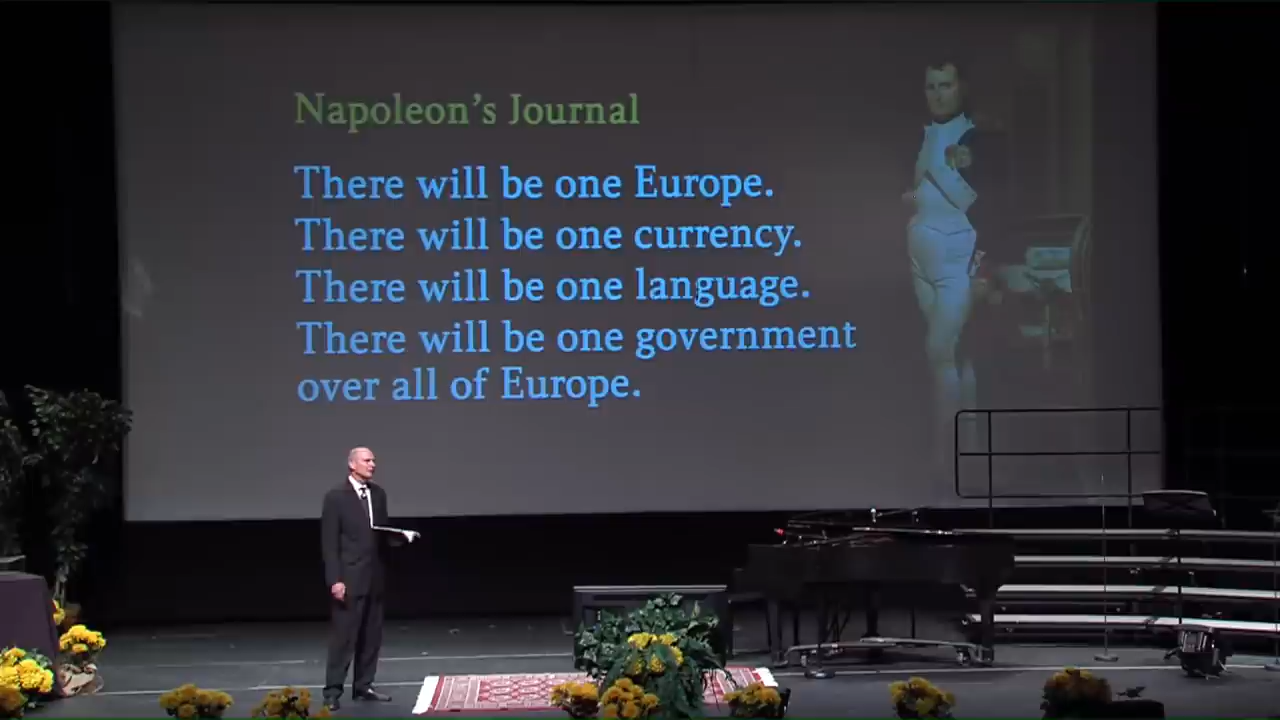 Napoleon's Journal
There will be one Europe.
There will be one currency.
There will be one language.
There will be one government
over all of Europe.